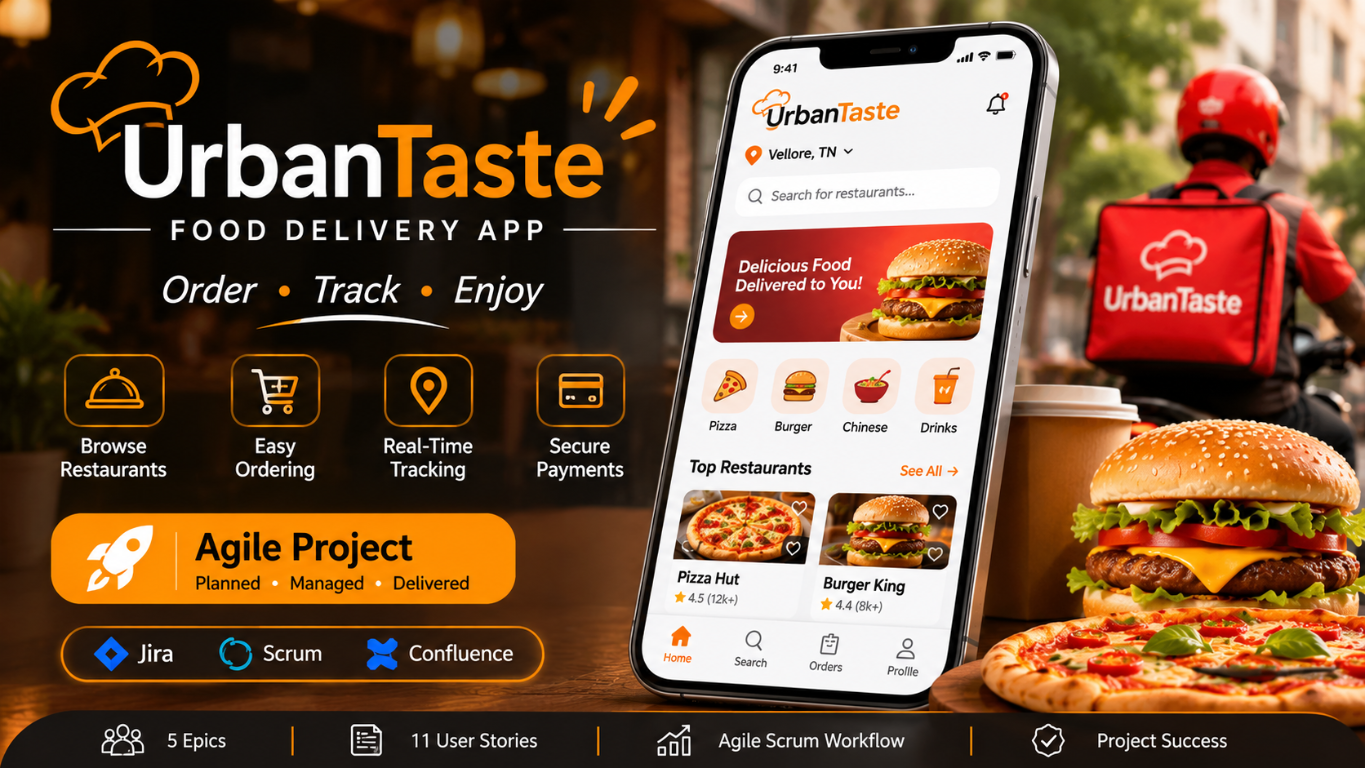 UrbanTaste
FOOD DELIVERY APP
Order • Track • Enjoy
Browse
Restaurants
Easy
Ordering
Real-Time
Tracking
Secure
Payments
Agile Project
Planned • Managed • Delivered
Jira
Scrum
Confluence
9:41
UrbanTaste
Vellore, TN
Search for restaurants...
Delicious Food
Delivered to You!
Pizza
Burger
Chinese
Drinks
Top Restaurants
See All →
Pizza Hut
4.5 (12k+)
Burger King
4.4 (8k+)
Home
Search
Orders
Profile
UrbanTaste
5 Epics
11 User Stories
Agile Scrum Workflow
Project Success